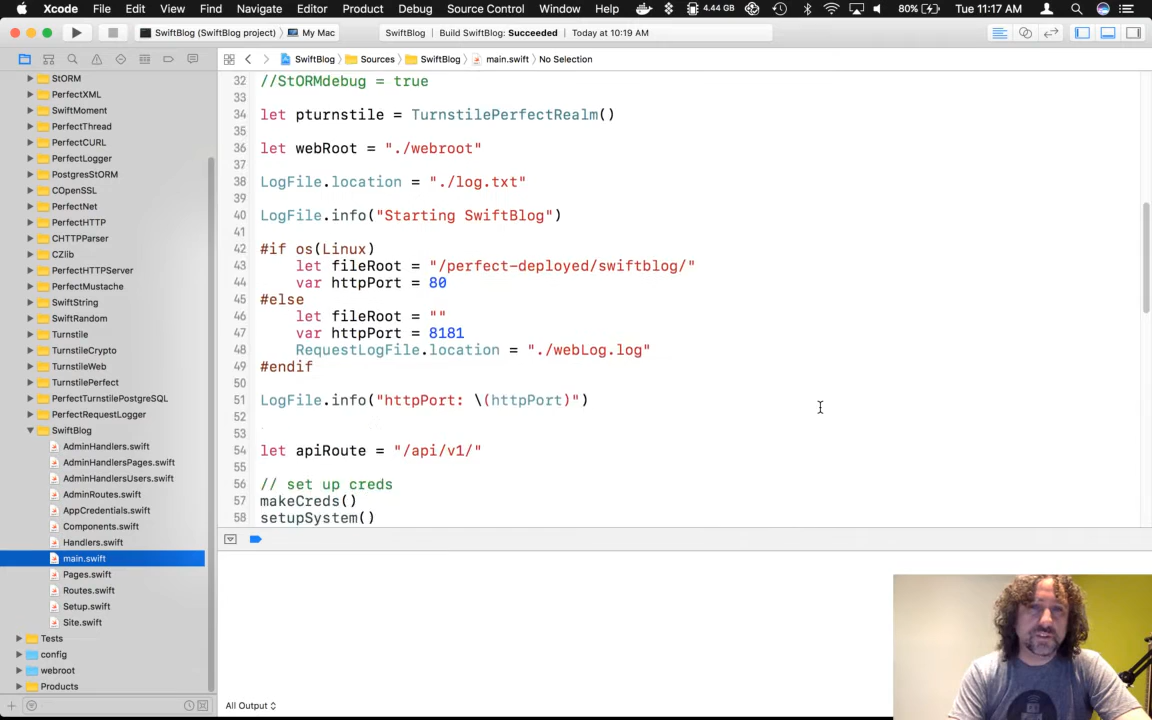 Xcode File Edit View Find Navigate Editor Product Debug Source Control Window Help 4.44 GB 80% Tue 11:17 AM
SwiftBlog (SwiftBlog project) My Mac SwiftBlog | Build SwiftBlog: Succeeded | Today at 10:19 AM
SwiftBlog Sources SwiftBlog main.swift No Selection
StORM
PerfectXML
SwiftMoment
PerfectThread
PerfectCURL
PerfectLogger
PostgresStORM
COpenSSL
PerfectNet
PerfectHTTP
CHTTPParser
CZlib
PerfectHTTPServer
PerfectMustache
SwiftString
SwiftRandom
Turnstile
TurnstileCrypto
TurnstileWeb
TurnstilePerfect
PerfectTurnstilePostgreSQL
PerfectRequestLogger
SwiftBlog
AdminHandlers.swift
AdminHandlersPages.swift
AdminHandlersUsers.swift
AdminRoutes.swift
AppCredentials.swift
Components.swift
Handlers.swift
main.swift
Pages.swift
Routes.swift
Setup.swift
Site.swift
Tests
config
webroot
Products
32 //StORMdebug = true
33
34 let pturnstile = TurnstilePerfectRealm()
35
36 let webRoot = "./webroot"
37
38 LogFile.location = "./log.txt"
39
40 LogFile.info("Starting SwiftBlog")
41
42 #if os(Linux)
43 let fileRoot = "/perfect-deployed/swiftblog/"
44 var httpPort = 80
45 #else
46 let fileRoot = ""
47 var httpPort = 8181
48 RequestLogFile.location = "./webLog.log"
49 #endif
50
51 LogFile.info("httpPort: \(httpPort)")
52
53
54 let apiRoute = "/api/v1/"
55
56 // set up creds
57 makeCreds()
58 setupSystem()
All Output